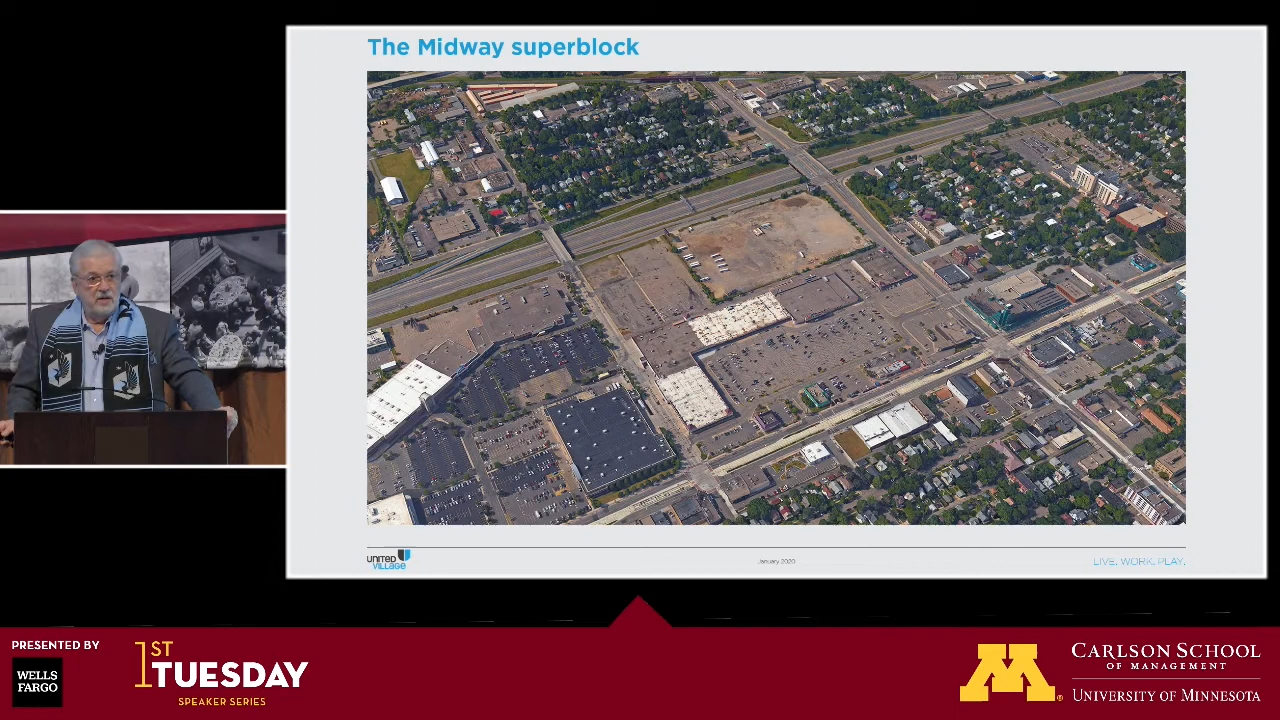 The Midway superblock
UNITED
VILLAGE
January 2020
LIVE. WORK. PLAY.
PRESENTED BY
WELLS
FARGO
1ST
TUESDAY
SPEAKER SERIES
M®
CARLSON SCHOOL
OF MANAGEMENT
UNIVERSITY OF MINNESOTA